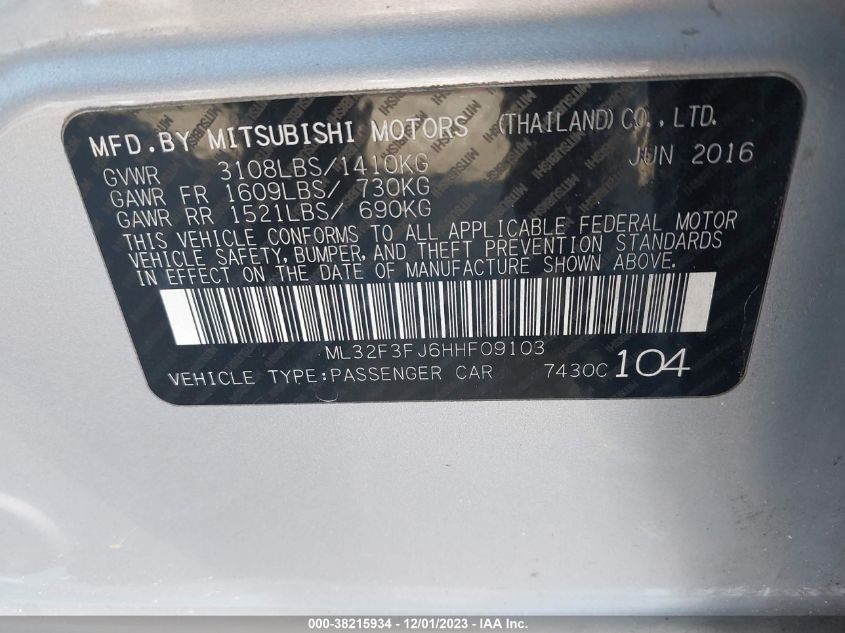 MFD.BY MITSUBISHI MOTORS (THAILAND)CO.,LTD.
GVWR 3108LBS/1410KG JUN 2016
GAWR FR 1609LBS/ 730KG
GAWR RR 1521LBS/ 690KG
THIS VEHICLE CONFORMS TO ALL APPLICABLE FEDERAL MOTOR
VEHICLE SAFETY, BUMPER, AND THEFT PREVENTION STANDARDS
IN EFFECT ON THE DATE OF MANUFACTURE SHOWN ABOVE.
ML32F3FJ6HHF09103
VEHICLE TYPE:PASSENGER CAR 7430C 104
000-38215934 - 12/01/2023 - IAA Inc.